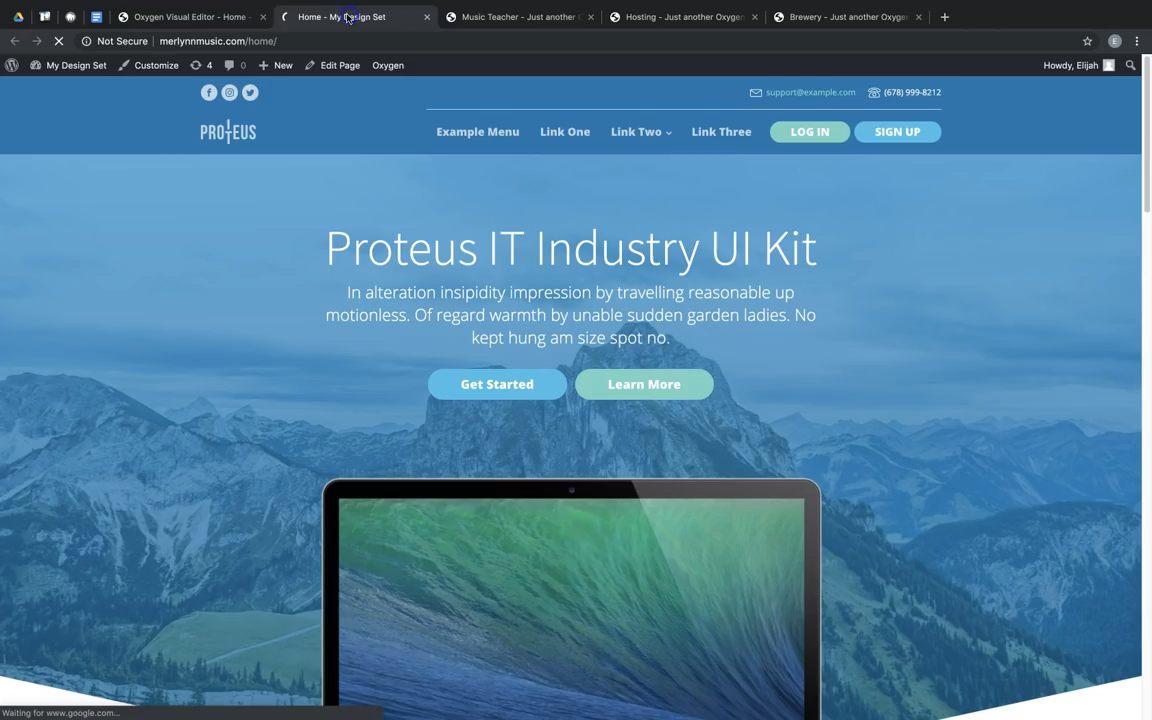 Oxygen Visual Editor - Home -
Home - My Design Set
Music Teacher - Just another
Hosting - Just another Oxygen
Brewery - Just another Oxyge
Not Secure
merlynnmusic.com/home/
E
My Design Set
Customize
4
0
New
Edit Page
Oxygen
Howdy, Elijah
support@example.com
(678) 999-8212
PROTEUS
Example Menu
Link One
Link Two
Link Three
LOG IN
SIGN UP
Proteus IT Industry UI Kit
In alteration insipidity impression by travelling reasonable up
motionless. Of regard warmth by unable sudden garden ladies. No
kept hung am size spot no.
Get Started
Learn More
Waiting for www.google.com...